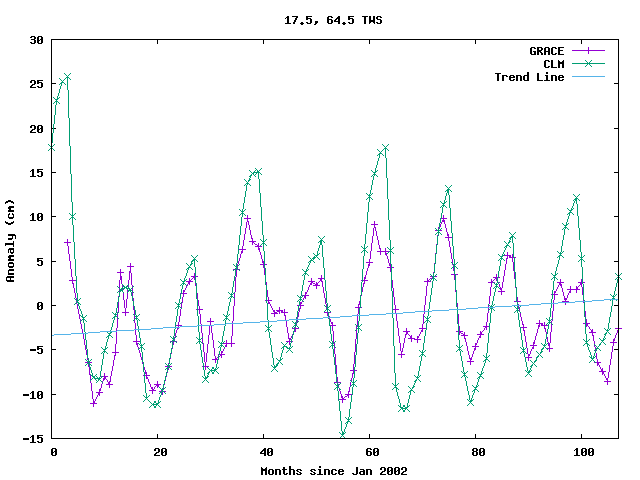 17.5, 64.5 TWS
GRACE
CLM
Trend Line
30
25
20
15
10
5
0
-5
-10
-15
Anomaly (cm)
0 20 40 60 80 100
Months since Jan 2002